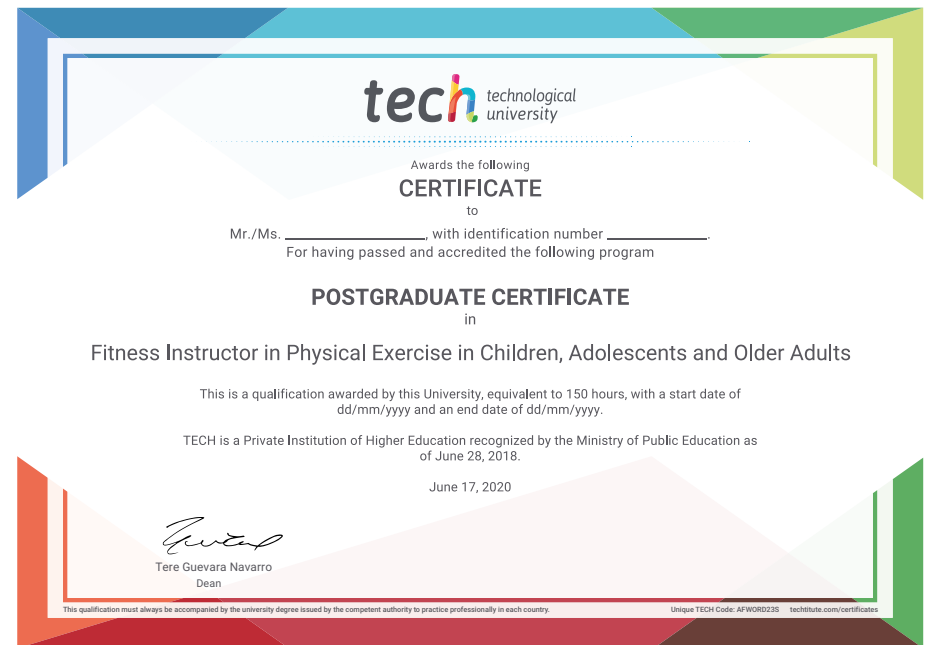 tech technological
university
Awards the following
CERTIFICATE
to
Mr./Ms. ____________________, with identification number ______________.
For having passed and accredited the following program
POSTGRADUATE CERTIFICATE
in
Fitness Instructor in Physical Exercise in Children, Adolescents and Older Adults
This is a qualification awarded by this University, equivalent to 150 hours, with a start date of
dd/mm/yyyy and an end date of dd/mm/yyyy.
TECH is a Private Institution of Higher Education recognized by the Ministry of Public Education as
of June 28, 2018.
June 17, 2020
Tere Guevara Navarro
Dean
This qualification must always be accompanied by the university degree issued by the competent authority to practice professionally in each country.
Unique TECH Code: AFWORD23S techtitute.com/certificates